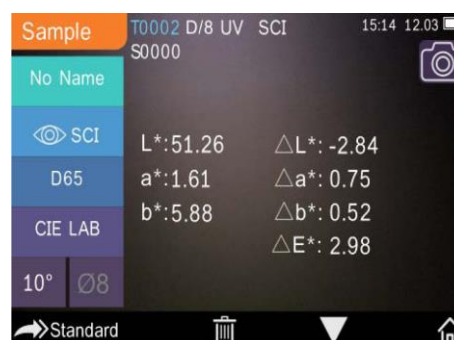 Sample
T0002 D/8 UV SCI 15:14 12.03
S0000
No Name
SCI
D65
CIE LAB
10° Ø8
L*:51.26 △L*: -2.84
a*:1.61 △a*: 0.75
b*:5.88 △b*: 0.52
△E*: 2.98
Standard